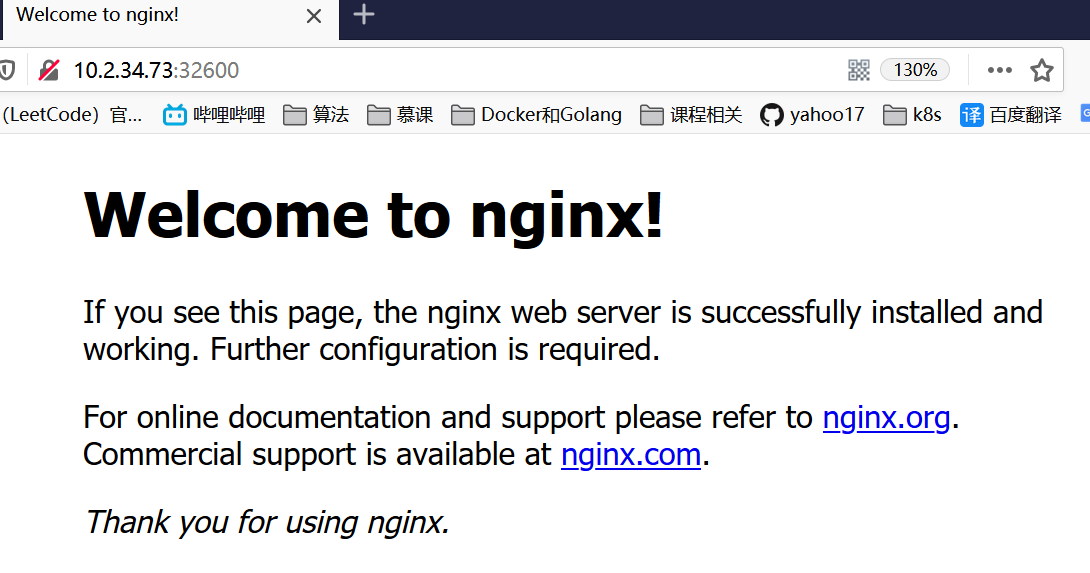 Welcome to nginx!
10.2.34.73:32600
130%
(LeetCode）官...
哔哩哔哩
算法
慕课
Docker和Golang
课程相关
yahoo17
k8s
译
百度翻译
G
Welcome to nginx!
If you see this page, the nginx web server is successfully installed and
working. Further configuration is required.
For online documentation and support please refer to nginx.org.
Commercial support is available at nginx.com.
Thank you for using nginx.